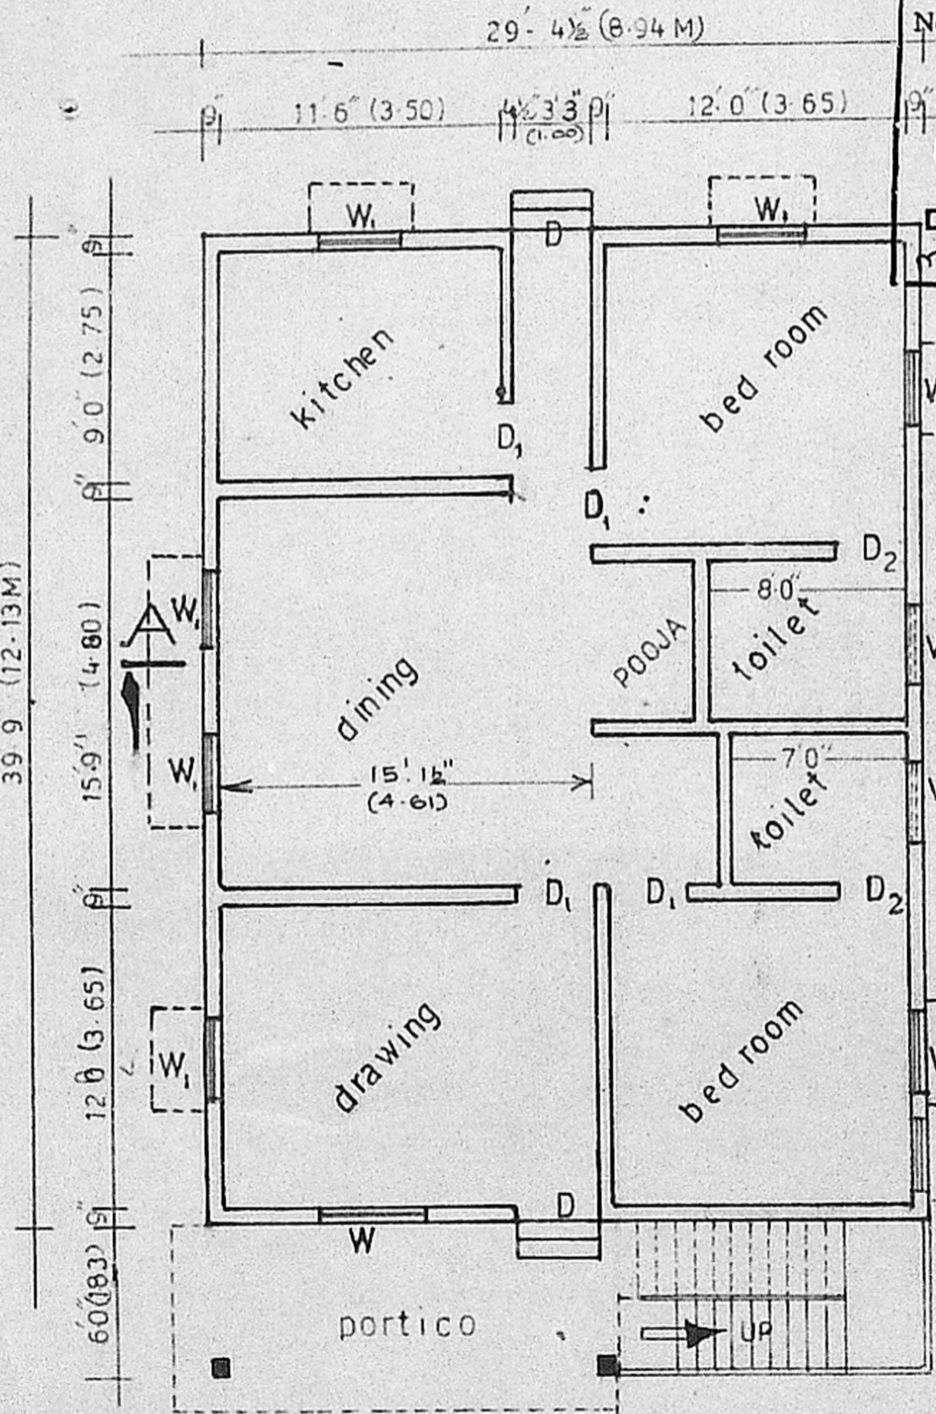 29'- 4½" (8·94 M)
9" 11'6" (3·50) 4½" 3'3" 9" 12'0" (3·65) 9"
(1·00)
W₁ D W₁
9"
9'0" (2 75)
kitchen
bed room
D₁
9"
D₁
D₂
8'0"
39 9 (12·13M)
15'9" (4·80)
A
W₁
POOJA
toilet
dining
W₁
15'. 1½"
(4·61)
7'0"
toilet
9"
D₁ D₁ D₂
12 0 (3 65)
W₁
drawing
bed room
9"
D
W
6 0" (183)
portico
UP